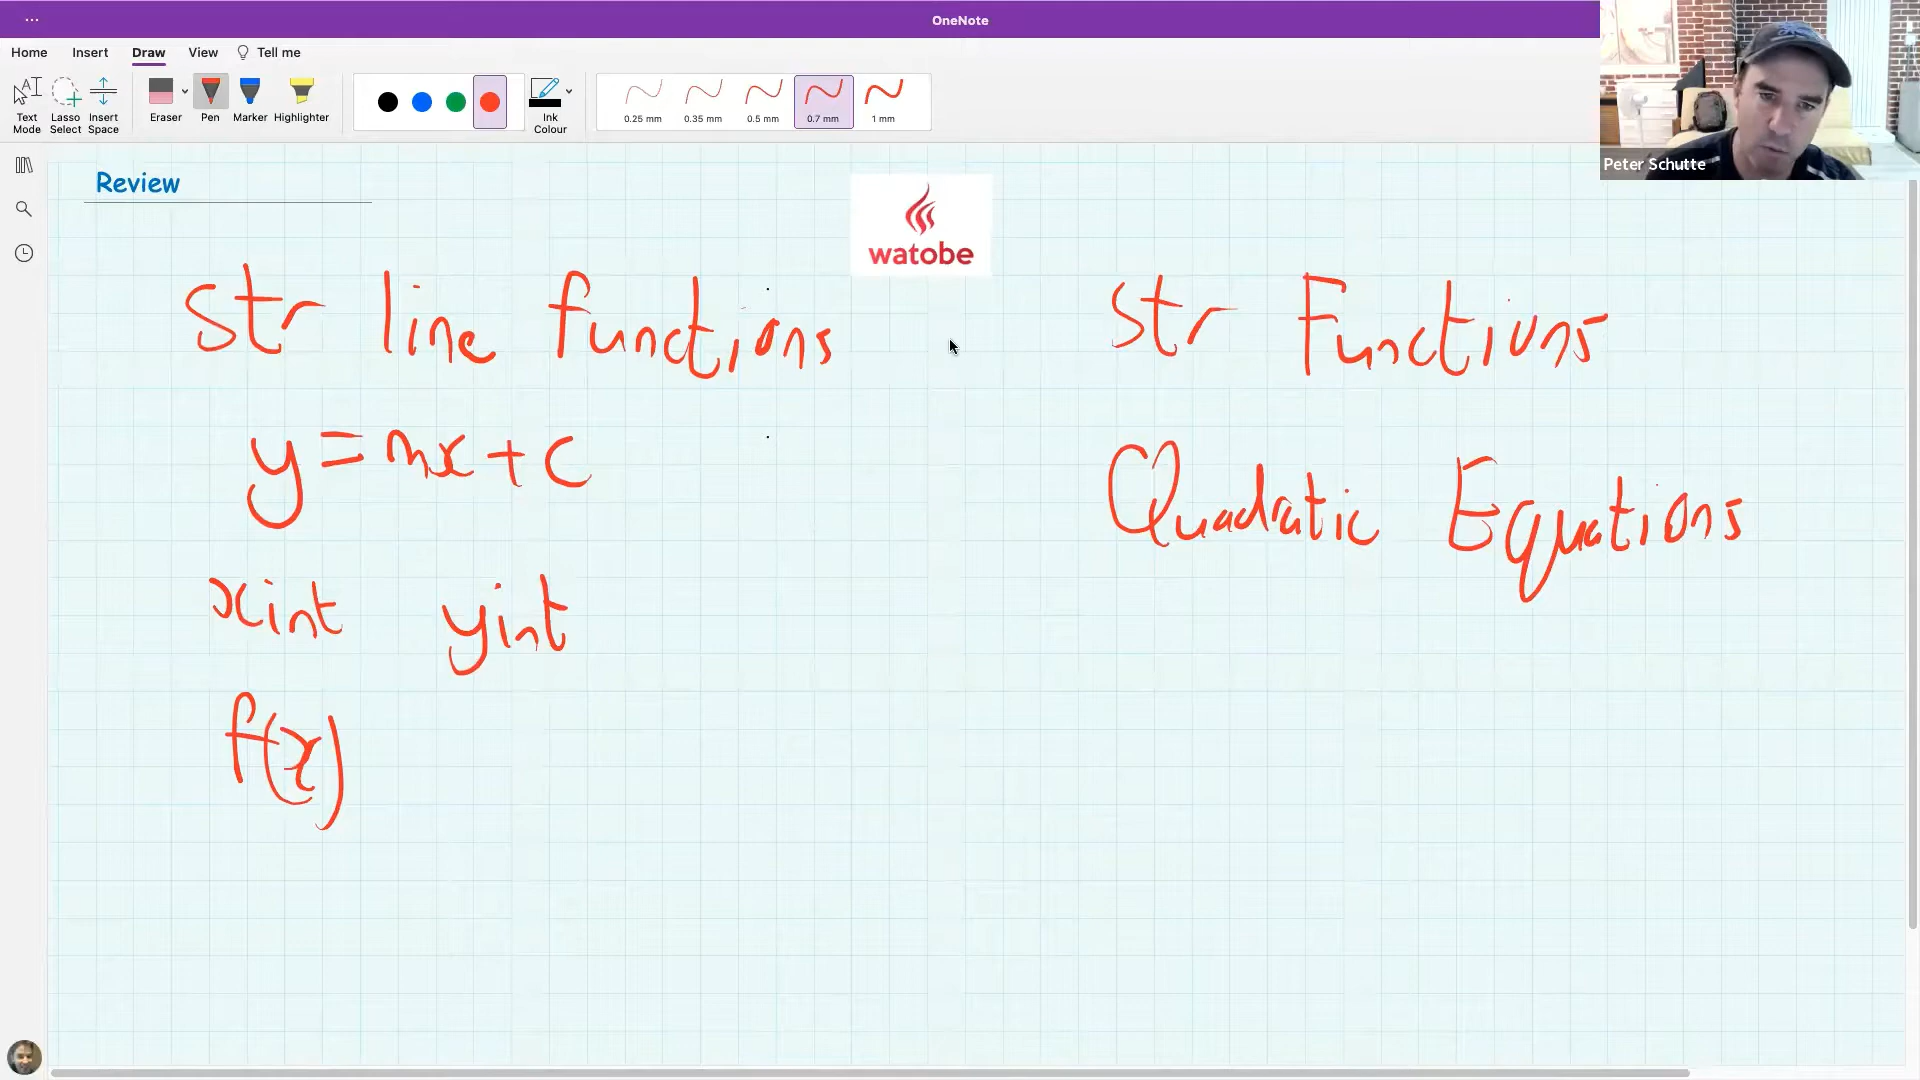 OneNote
Home Insert Draw View Tell me
Text Mode
Lasso Select
Insert Space
Eraser
Pen
Marker
Highlighter
Ink Colour
0.25 mm
0.35 mm
0.5 mm
0.7 mm
1 mm
Peter Schutte
Review
watobe
Str line functions
y = mx + c
xint yint
f(x)
Str Functions
Quadratic Equations